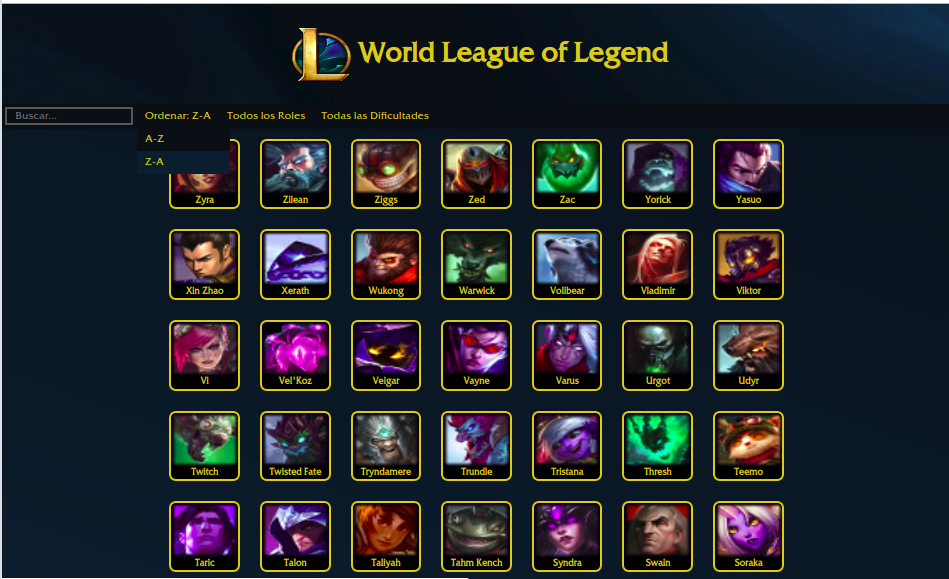 World League of Legend
Buscar...
Ordenar: Z-A
Todos los Roles
Todas las Dificultades
A-Z
Z-A
Zyra
Zilean
Ziggs
Zed
Zac
Yorick
Yasuo
Xin Zhao
Xerath
Wukong
Warwick
Volibear
Vladimir
Viktor
Vi
Vel'Koz
Veigar
Vayne
Varus
Urgot
Udyr
Twitch
Twisted Fate
Tryndamere
Trundle
Tristana
Thresh
Teemo
Taric
Talon
Taliyah
Tahm Kench
Syndra
Swain
Soraka